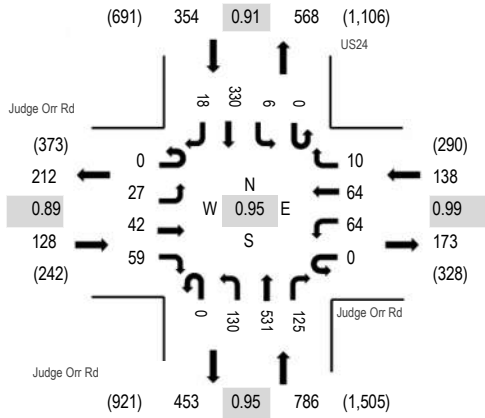 (691) 354 0.91 568 (1,106)
US24
18 330 6 0
Judge Orr Rd
(373) (290)
0 10
212 138
27 64
N
0.89 W 0.95 E 0.99
42 64
S
128 173
59 0
(242) (328)
0 130 531 125
Judge Orr Rd
Judge Orr Rd
(921) 453 0.95 786 (1,505)